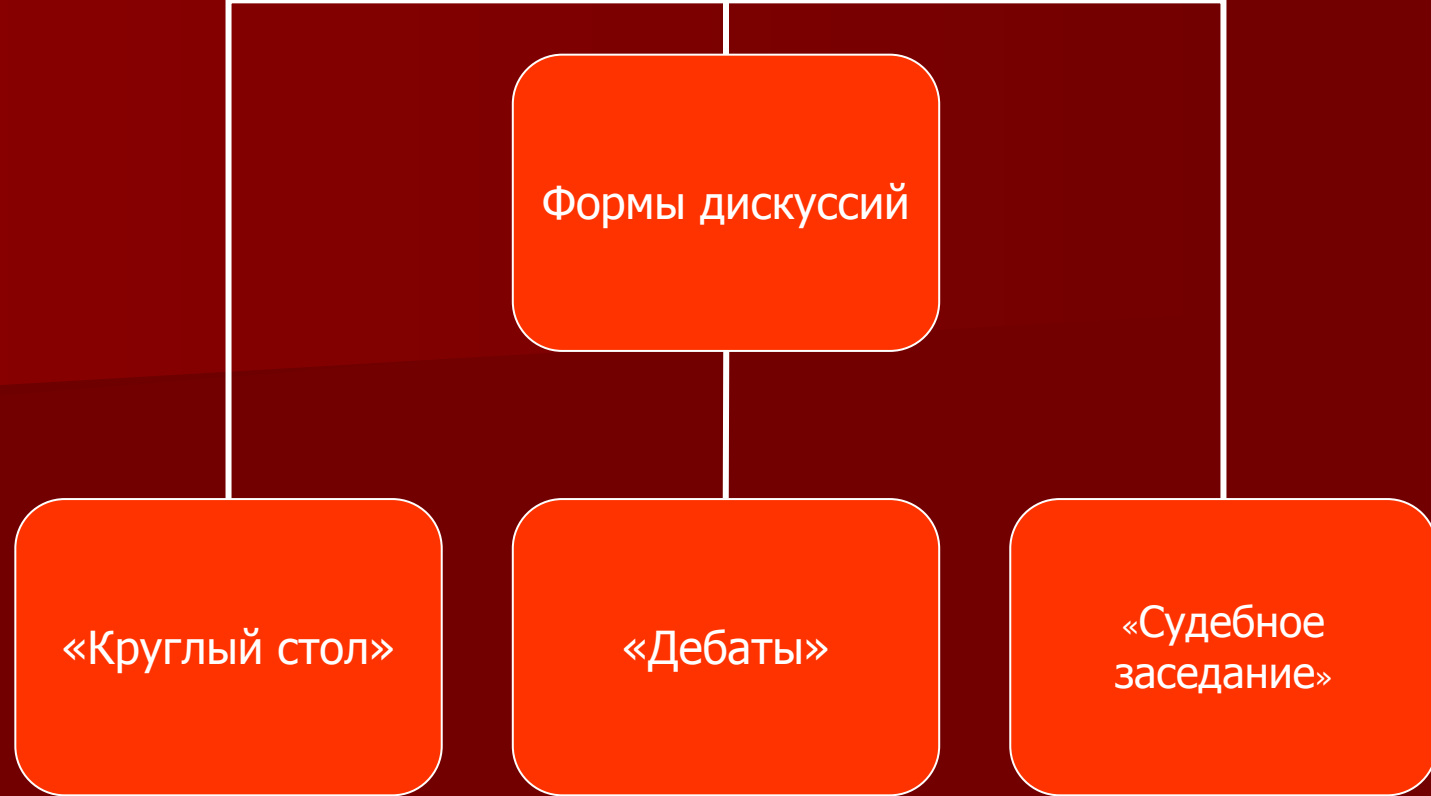 Формы дискуссий
«Круглый стол»
«Дебаты»
«Судебное
заседание»